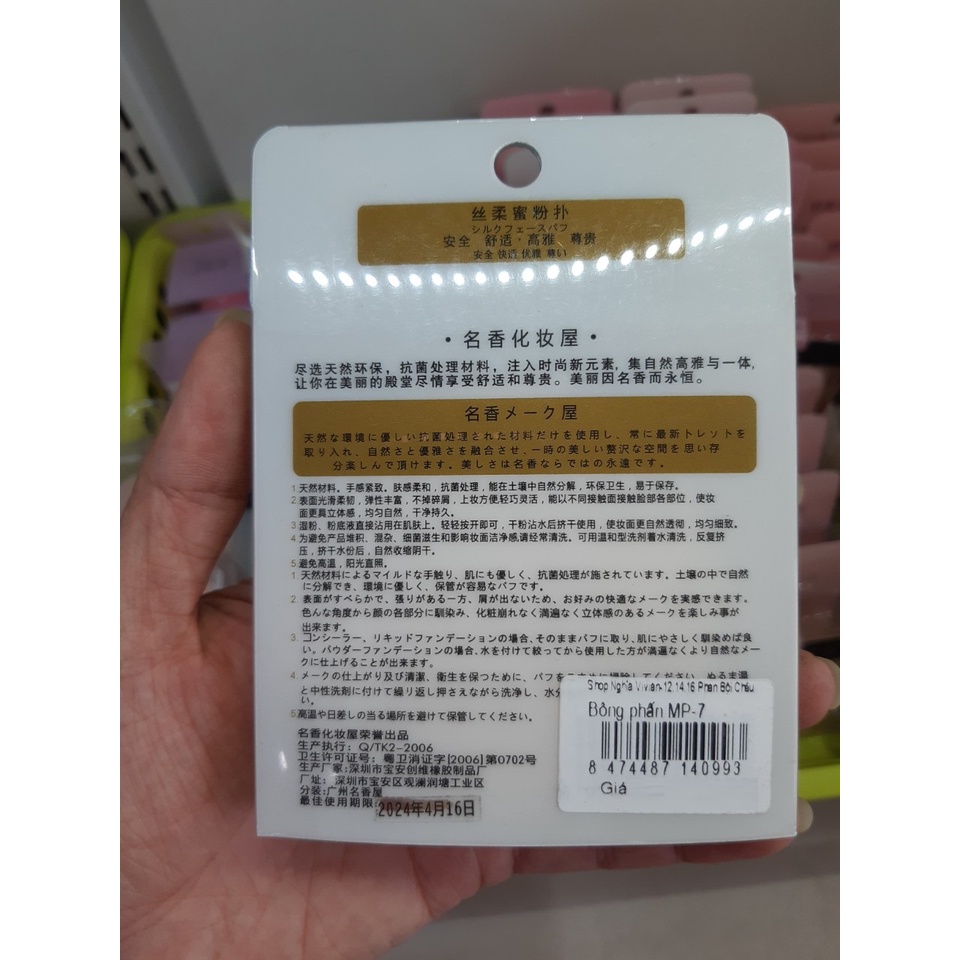 丝柔蜜粉扑
シルクフェースパフ
安全 舒适·高雅 尊贵
安全 快适 优雅 尊い
·名香化妆屋·
尽选天然环保，抗菌处理材料，注入时尚新元素，集自然高雅与一体，
让你在美丽的殿堂尽情享受舒适和尊贵。美丽因名香而永恒。
名香メーク屋
天然な環境に優しい抗菌処理された材料だけを使用し、常に最新トレットを
取り入れ、自然さと優雅さを融合させ、一時の美しい贅沢な空間を思い存
分楽しんで頂けます。美しさは名香ならではの永遠です。
1.天然材料。手感紧致。肤感柔和，抗菌处理，能在土壤中自然分解，环保卫生，易于保存。
2.表面光滑柔韧，弹性丰富，不掉碎屑，上妆方便,轻巧灵活，能以不同接触面接触脸部各部位，使妆
面更具立体感，均匀自然，干净持久。
3.湿粉、粉底液直接沾用在肌肤上。轻轻按开即可，干粉沾水后挤干使用，使妆面更自然透彻，均匀细致。
4.为避免产品堆积、混杂、细菌滋生和影响妆面洁净感,请经常清洗。可用温和型洗剂着水清洗，反复挤
压，挤干水份后，自然收缩阴干。
5.避免高温，阳光直照。
1.天然材料によるマイルドな手触り、肌にも優しく、抗菌処理が施されています。土壌の中で自然
に分解でき、環境に優しく、保管が容易なパフです。
2.表面がすべらかで、張りがある一方、屑が出ないため、お好みの快適なメークを実感できます。
色んな角度から顔の各部分に馴染み、化粧崩れなく満遍なく立体感のあるメークを楽しみ事が
出来ます。
3.コンシーラー、リキッドファンデーションの場合、そのままパフに取り、肌にやさしく馴染めば良
い。パウダーファンデーションの場合、水を付けて絞ってから使用した方が満遍なくより自然なメー
クに仕上げることが出来ます。
4.メークの仕上がり及び清潔、衛生を保つために、パフを
と中性洗剤に付けて繰り返し押さえながら洗浄し、水分
い。
5.高温や日差しの当る場所を避けて保管してください。
名香化妆屋荣誉出品
生产执行：Q/TK2-2006
卫生许可证号：粤卫消证字[2006]第0702号
生产厂家:深圳市宝安创维橡胶制品厂
厂址：深圳市宝安区观澜润塘工业区
分装:广州名香屋
最佳使用期限:2024年4月16日
Shop Nghĩa Vivian-12,14,16 Phan Bội Châu
Bông phấn MP-7
8 474487 140993
Giá